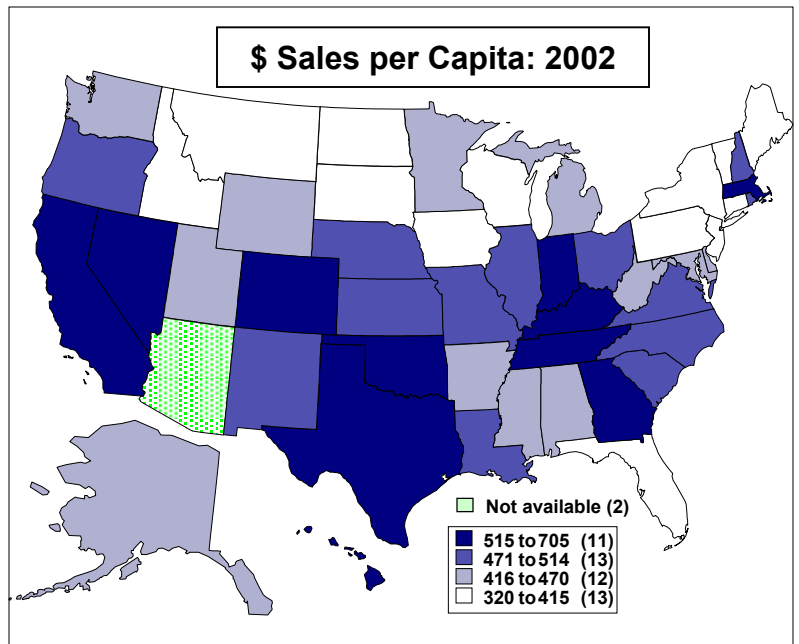 $ Sales per Capita: 2002
Not available (2)
515 to 705 (11)
471 to 514 (13)
416 to 470 (12)
320 to 415 (13)